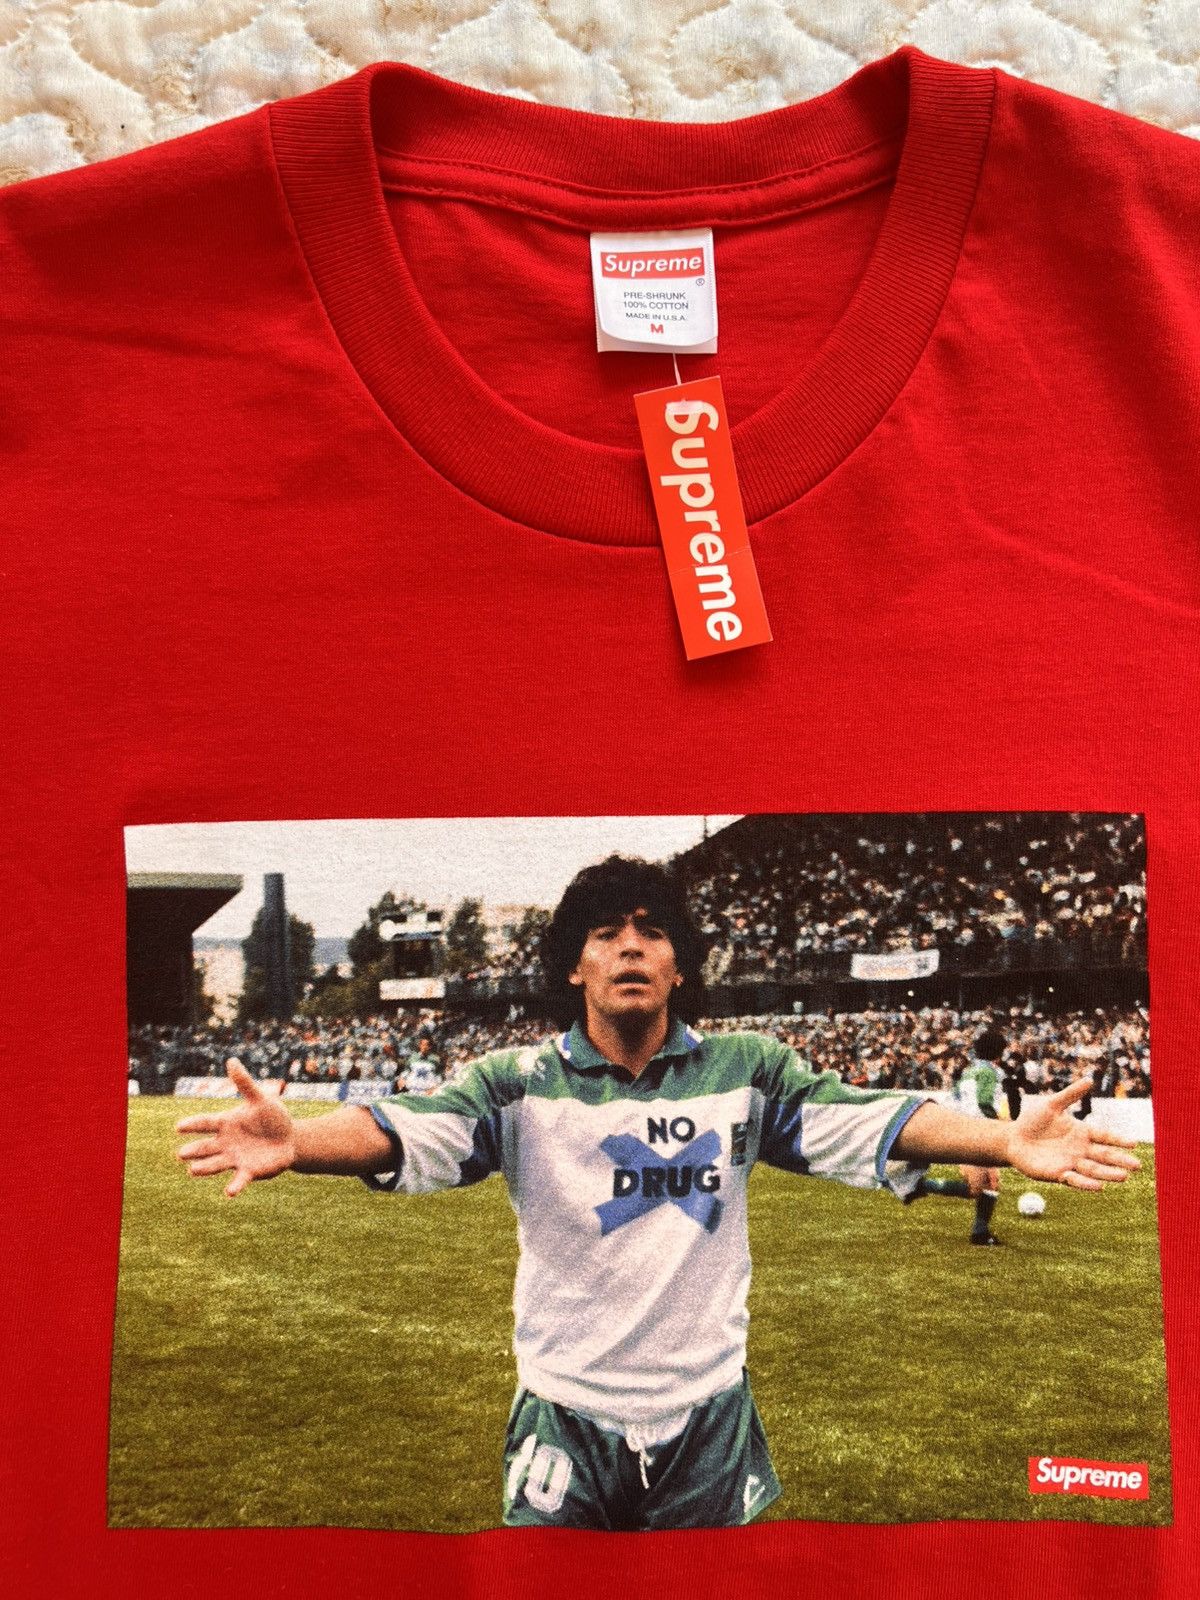 Supreme
®
PRE-SHRUNK
100% COTTON
MADE IN U.S.A.
M
Supreme
NO
DRUG
10
Supreme